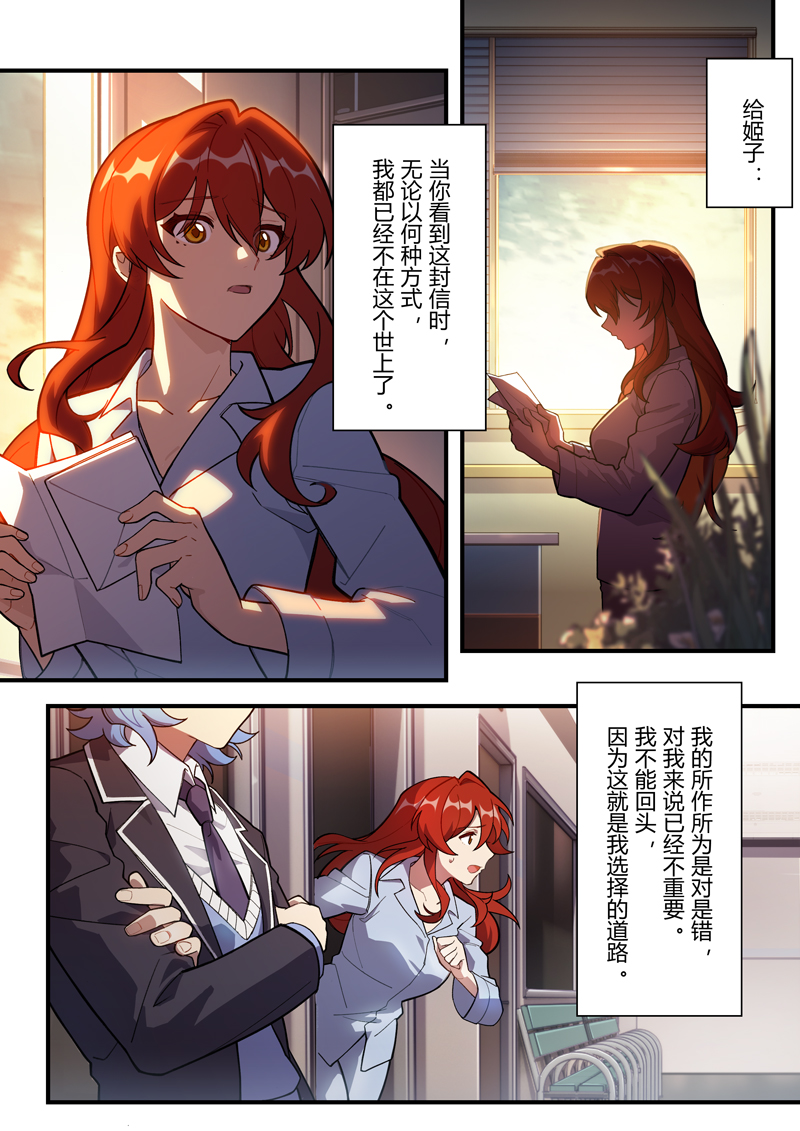 给姬子：
当你看到这封信时，
无论以何种方式，
我都已经不在这个世上了。
我的所作所为是对是错，
对我来说已经不重要。
我不能回头，
因为这就是我选择的道路。